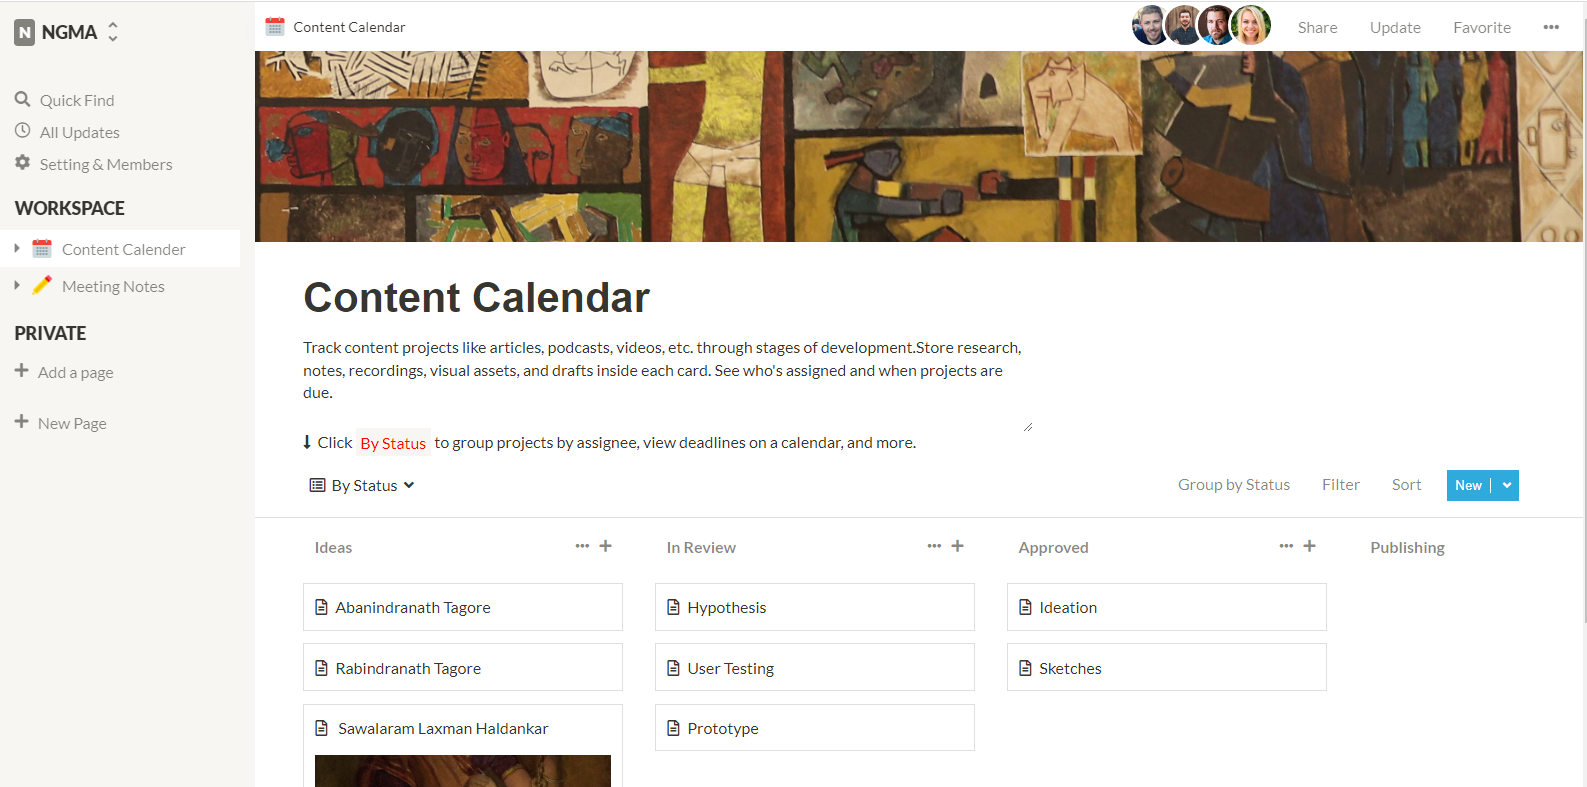 N NGMA
Quick Find
All Updates
Setting & Members
WORKSPACE
Content Calender
Meeting Notes
PRIVATE
Add a page
New Page
Content Calendar
Share Update Favorite
Content Calendar
Track content projects like articles, podcasts, videos, etc. through stages of development.Store research,
notes, recordings, visual assets, and drafts inside each card. See who's assigned and when projects are
due.
Click By Status to group projects by assignee, view deadlines on a calendar, and more.
By Status
Group by Status Filter Sort New
Ideas
Abanindranath Tagore
Rabindranath Tagore
Sawalaram Laxman Haldankar
In Review
Hypothesis
User Testing
Prototype
Approved
Ideation
Sketches
Publishing